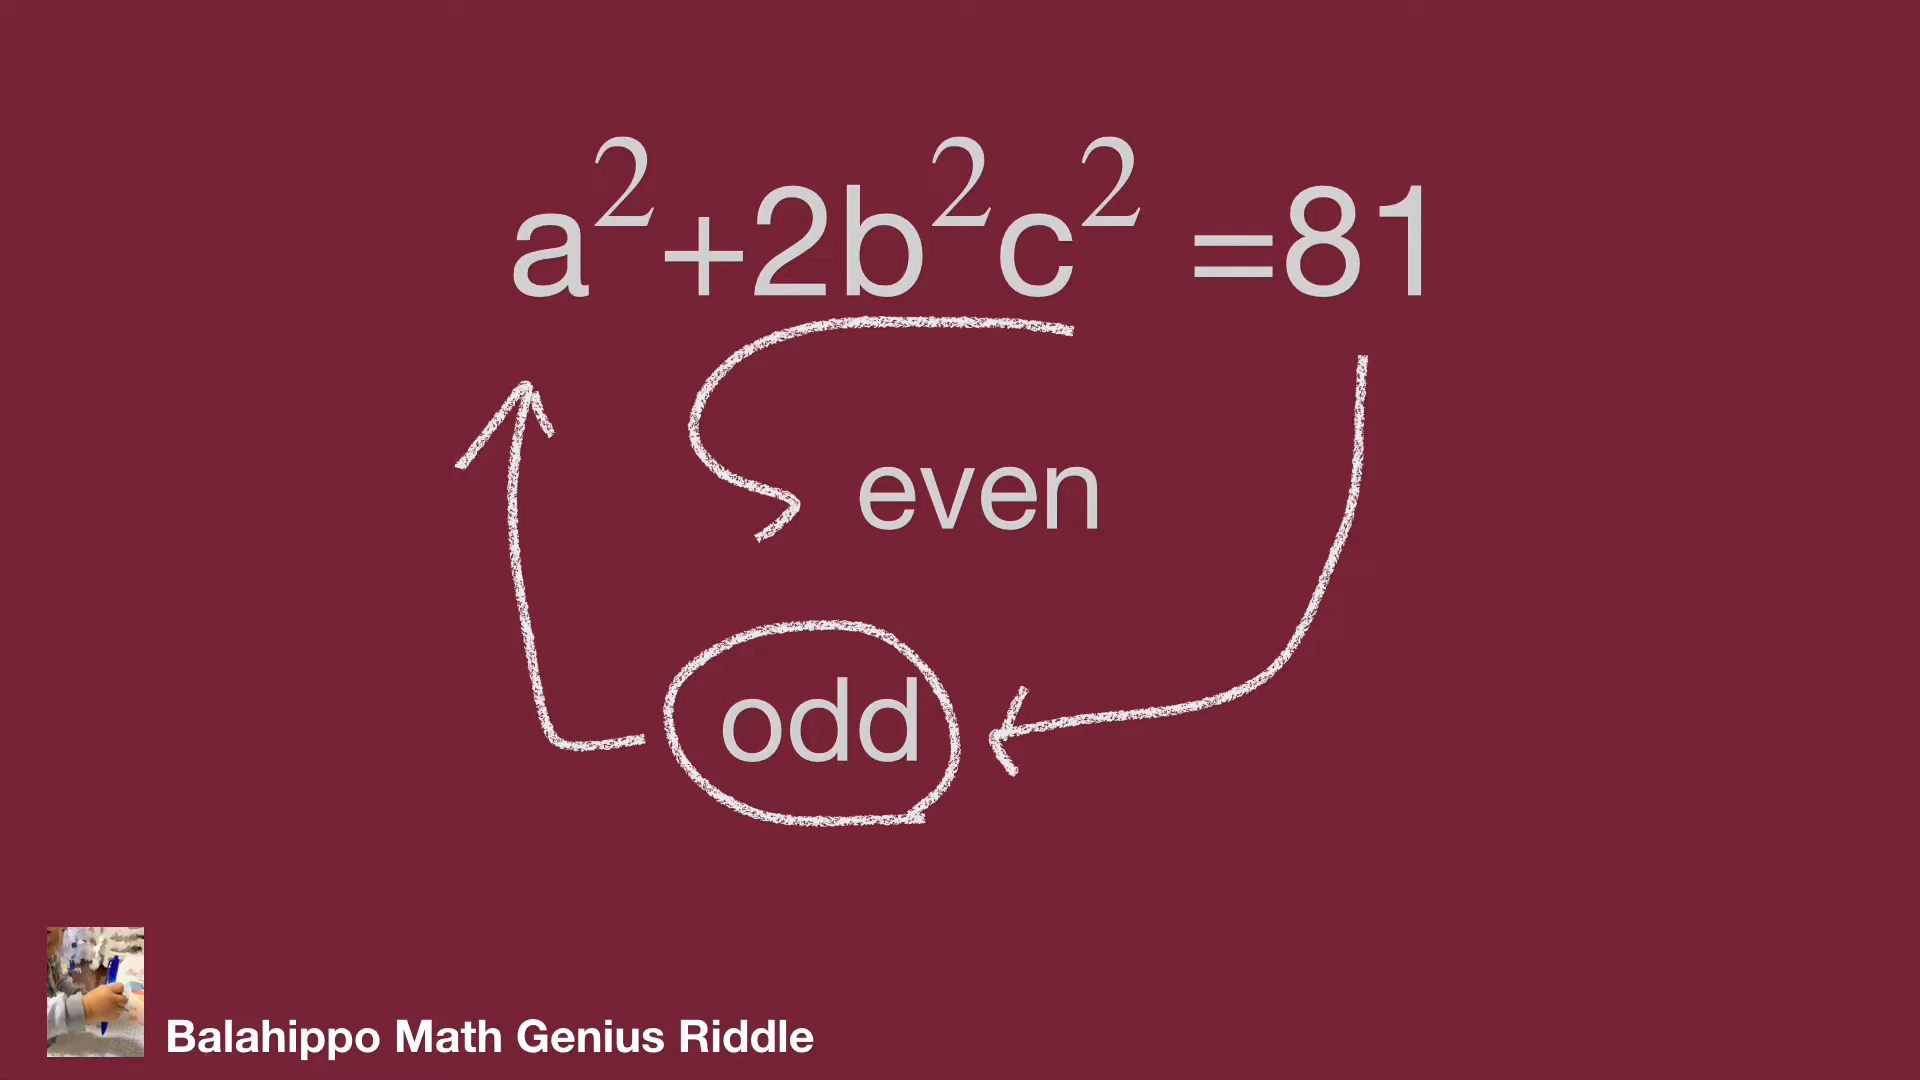 a²+2b²c² =81
even
odd
Balahippo Math Genius Riddle